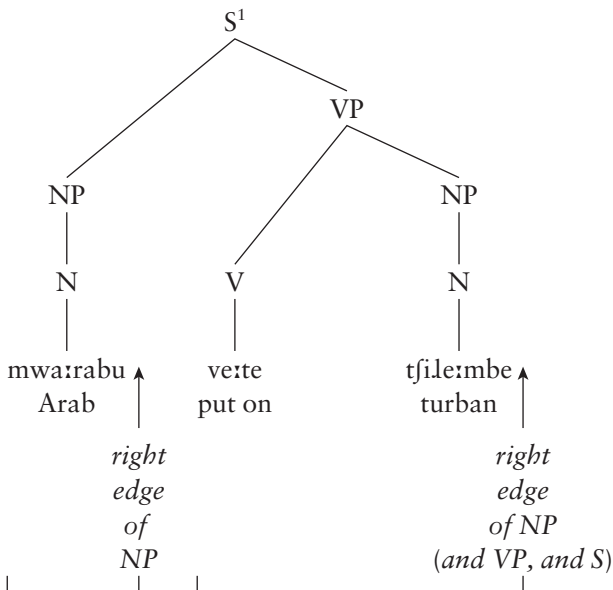 S¹
VP
NP NP
N V N
mwaːrabu veːte tʃiɺeːmbe
Arab put on turban
right right
edge edge
of of NP
NP (and VP, and S)